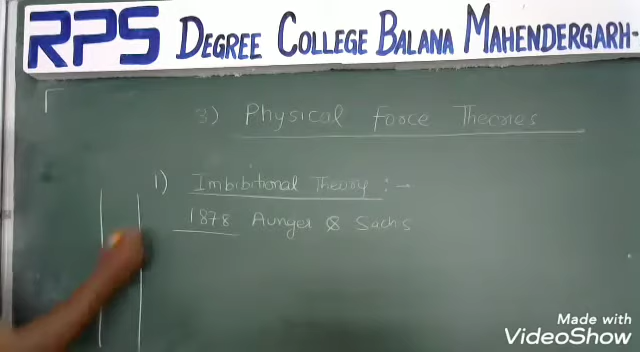 RPS DEGREE COLLEGE BALANA MAHENDERGARH-
3) Physical Force Theories
1) Imbibitional Theory :-
1878 Aunger & Sachs
Made with
VideoShow